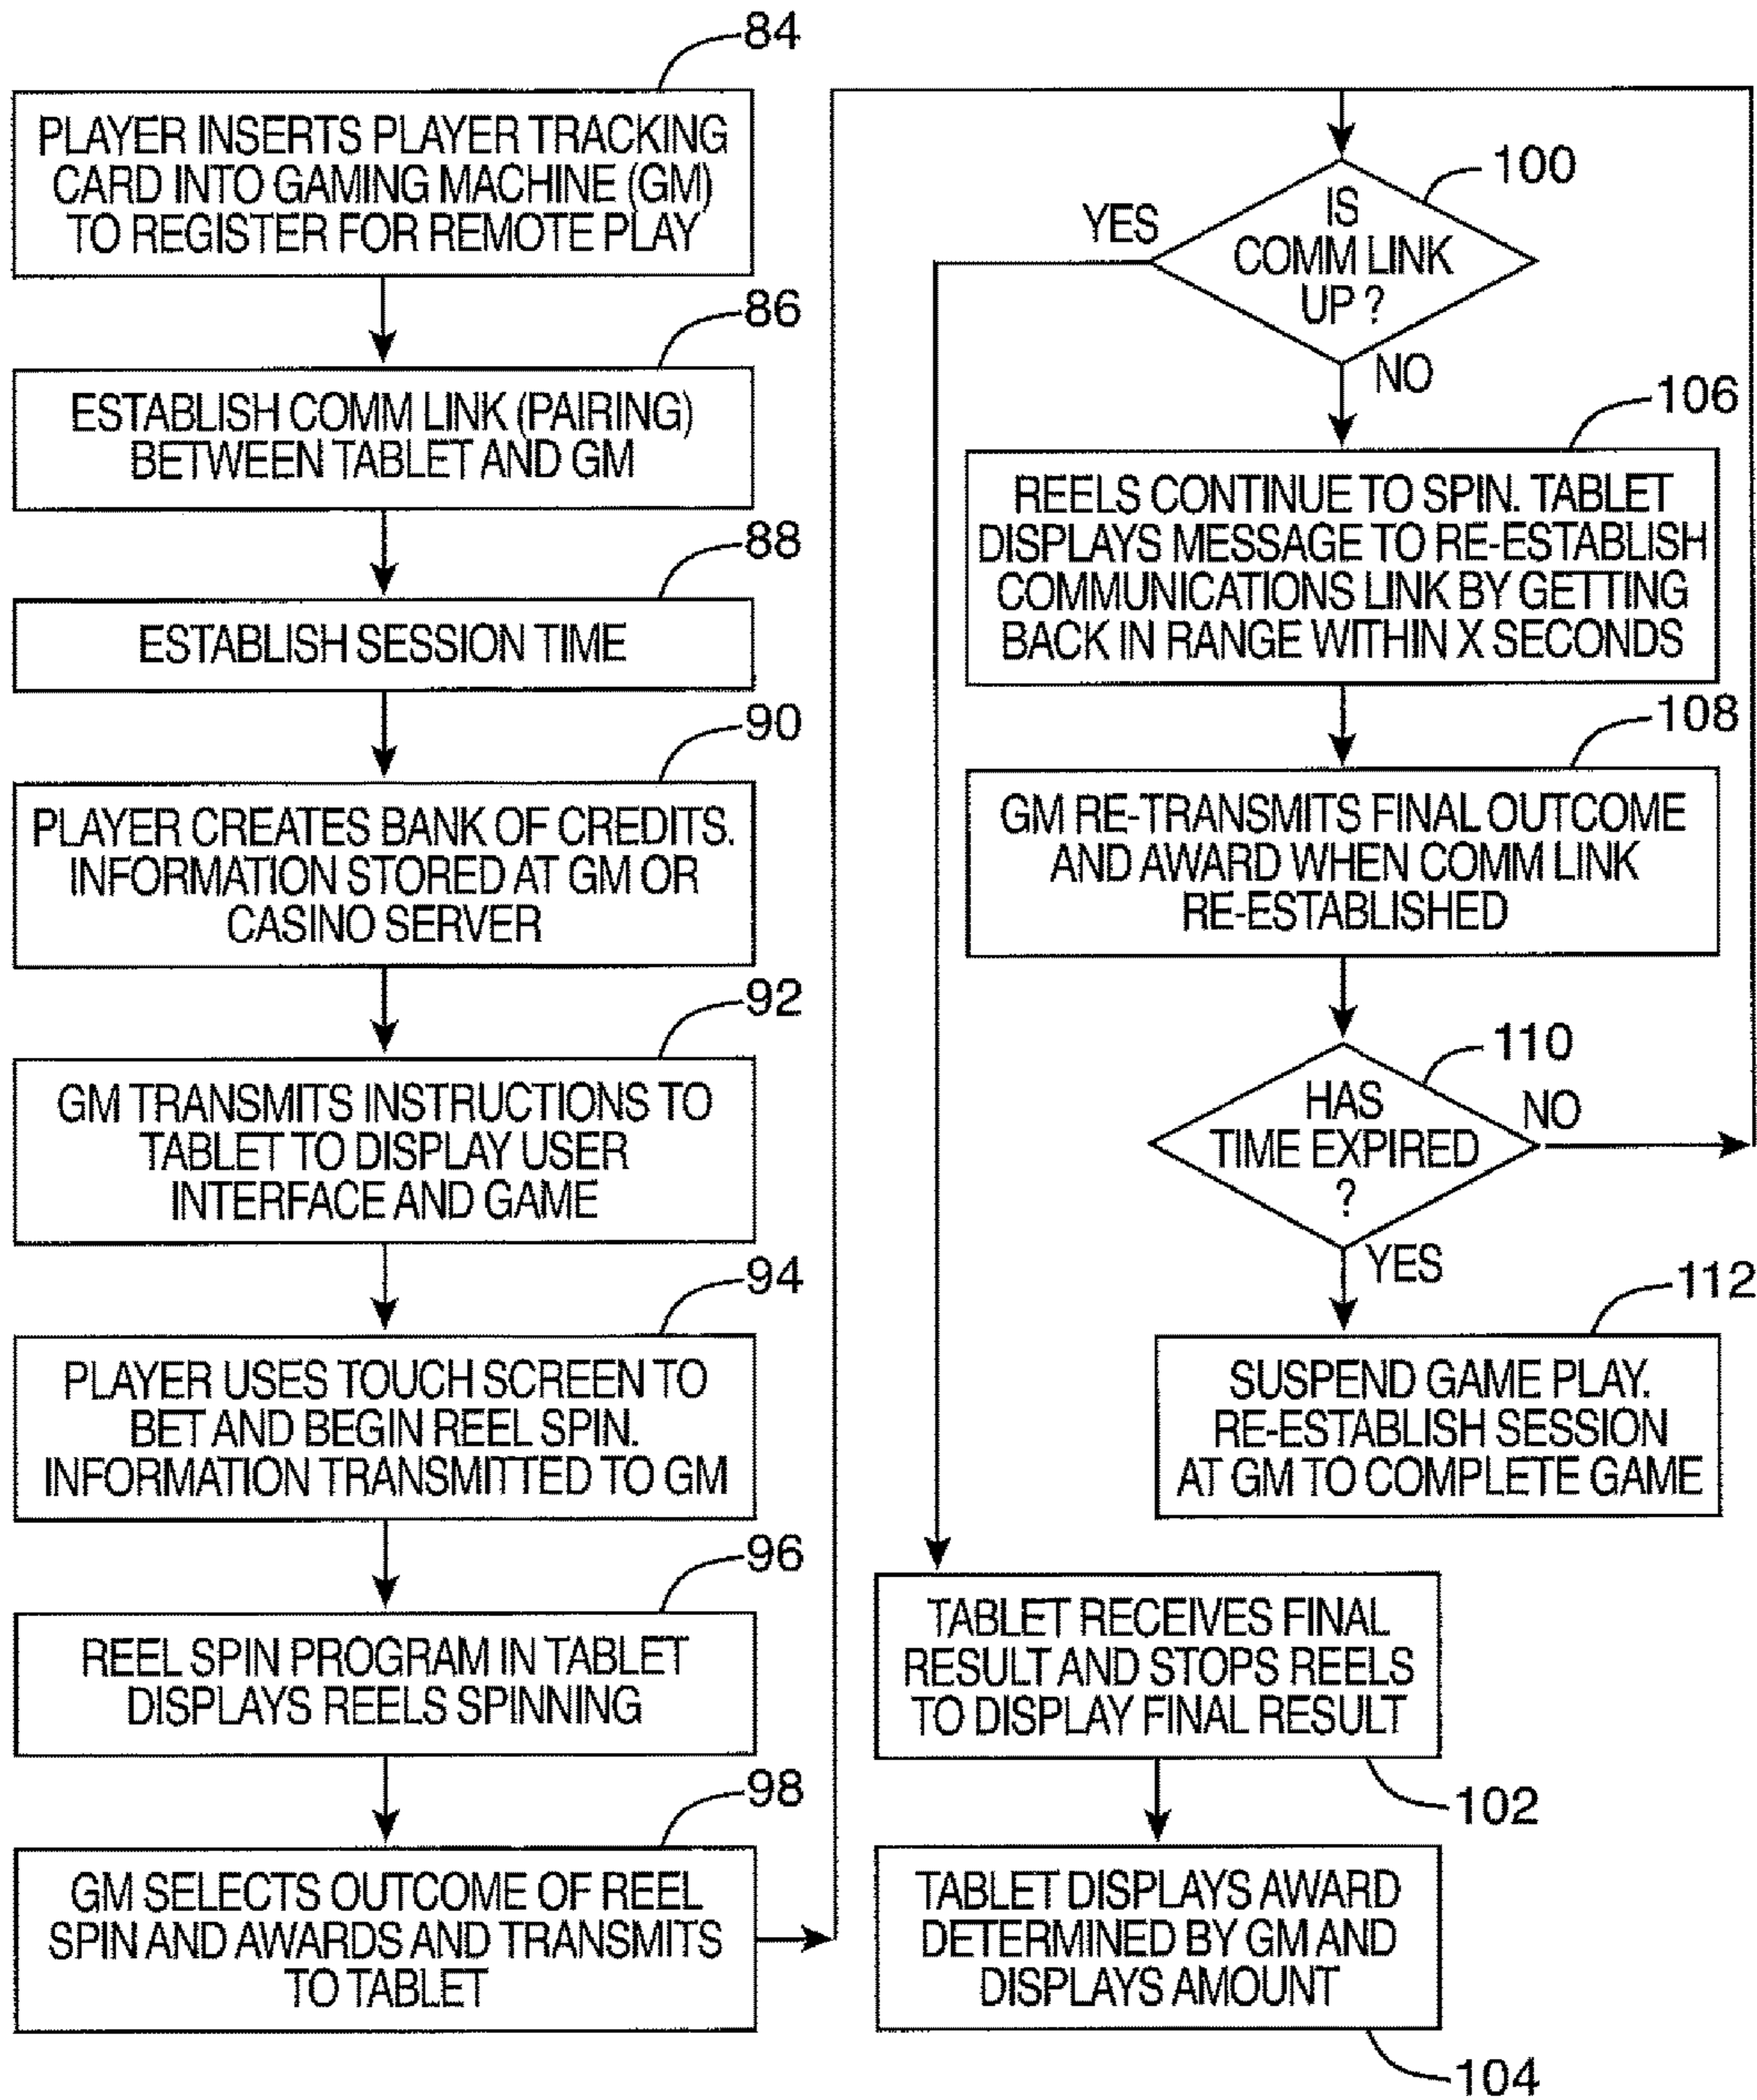 84
PLAYER INSERTS PLAYER TRACKING
CARD INTO GAMING MACHINE (GM)
TO REGISTER FOR REMOTE PLAY
86
ESTABLISH COMM LINK (PAIRING)
BETWEEN TABLET AND GM
88
ESTABLISH SESSION TIME
90
PLAYER CREATES BANK OF CREDITS.
INFORMATION STORED AT GM OR
CASINO SERVER
92
GM TRANSMITS INSTRUCTIONS TO
TABLET TO DISPLAY USER
INTERFACE AND GAME
94
PLAYER USES TOUCH SCREEN TO
BET AND BEGIN REEL SPIN.
INFORMATION TRANSMITTED TO GM
96
REEL SPIN PROGRAM IN TABLET
DISPLAYS REELS SPINNING
98
GM SELECTS OUTCOME OF REEL
SPIN AND AWARDS AND TRANSMITS
TO TABLET
100
IS
COMM LINK
UP ?
YES
NO
106
REELS CONTINUE TO SPIN. TABLET
DISPLAYS MESSAGE TO RE-ESTABLISH
COMMUNICATIONS LINK BY GETTING
BACK IN RANGE WITHIN X SECONDS
108
GM RE-TRANSMITS FINAL OUTCOME
AND AWARD WHEN COMM LINK
RE-ESTABLISHED
110
HAS
TIME EXPIRED
?
NO
YES
112
SUSPEND GAME PLAY.
RE-ESTABLISH SESSION
AT GM TO COMPLETE GAME
TABLET RECEIVES FINAL
RESULT AND STOPS REELS
TO DISPLAY FINAL RESULT
102
TABLET DISPLAYS AWARD
DETERMINED BY GM AND
DISPLAYS AMOUNT
104